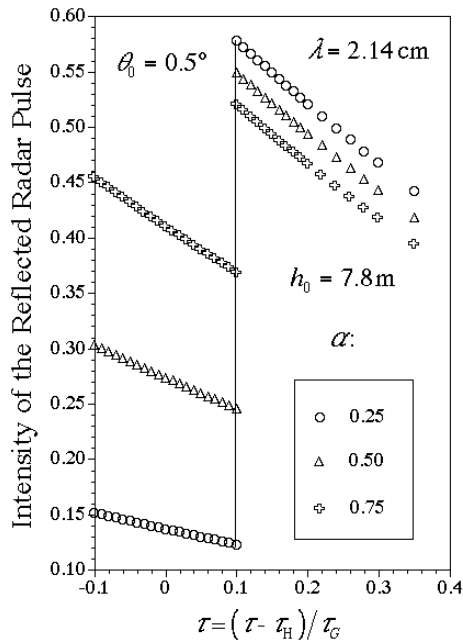 Intensity of the Reflected Radar Pulse
0.60
0.55
0.50
0.45
0.40
0.35
0.30
0.25
0.20
0.15
0.10
θ₀ = 0.5°
λ = 2.14 cm
h₀ = 7.8 m
α:
0.25
0.50
0.75
-0.1 0 0.1 0.2 0.3 0.4
τ = (τ - τ_H)/τ_G